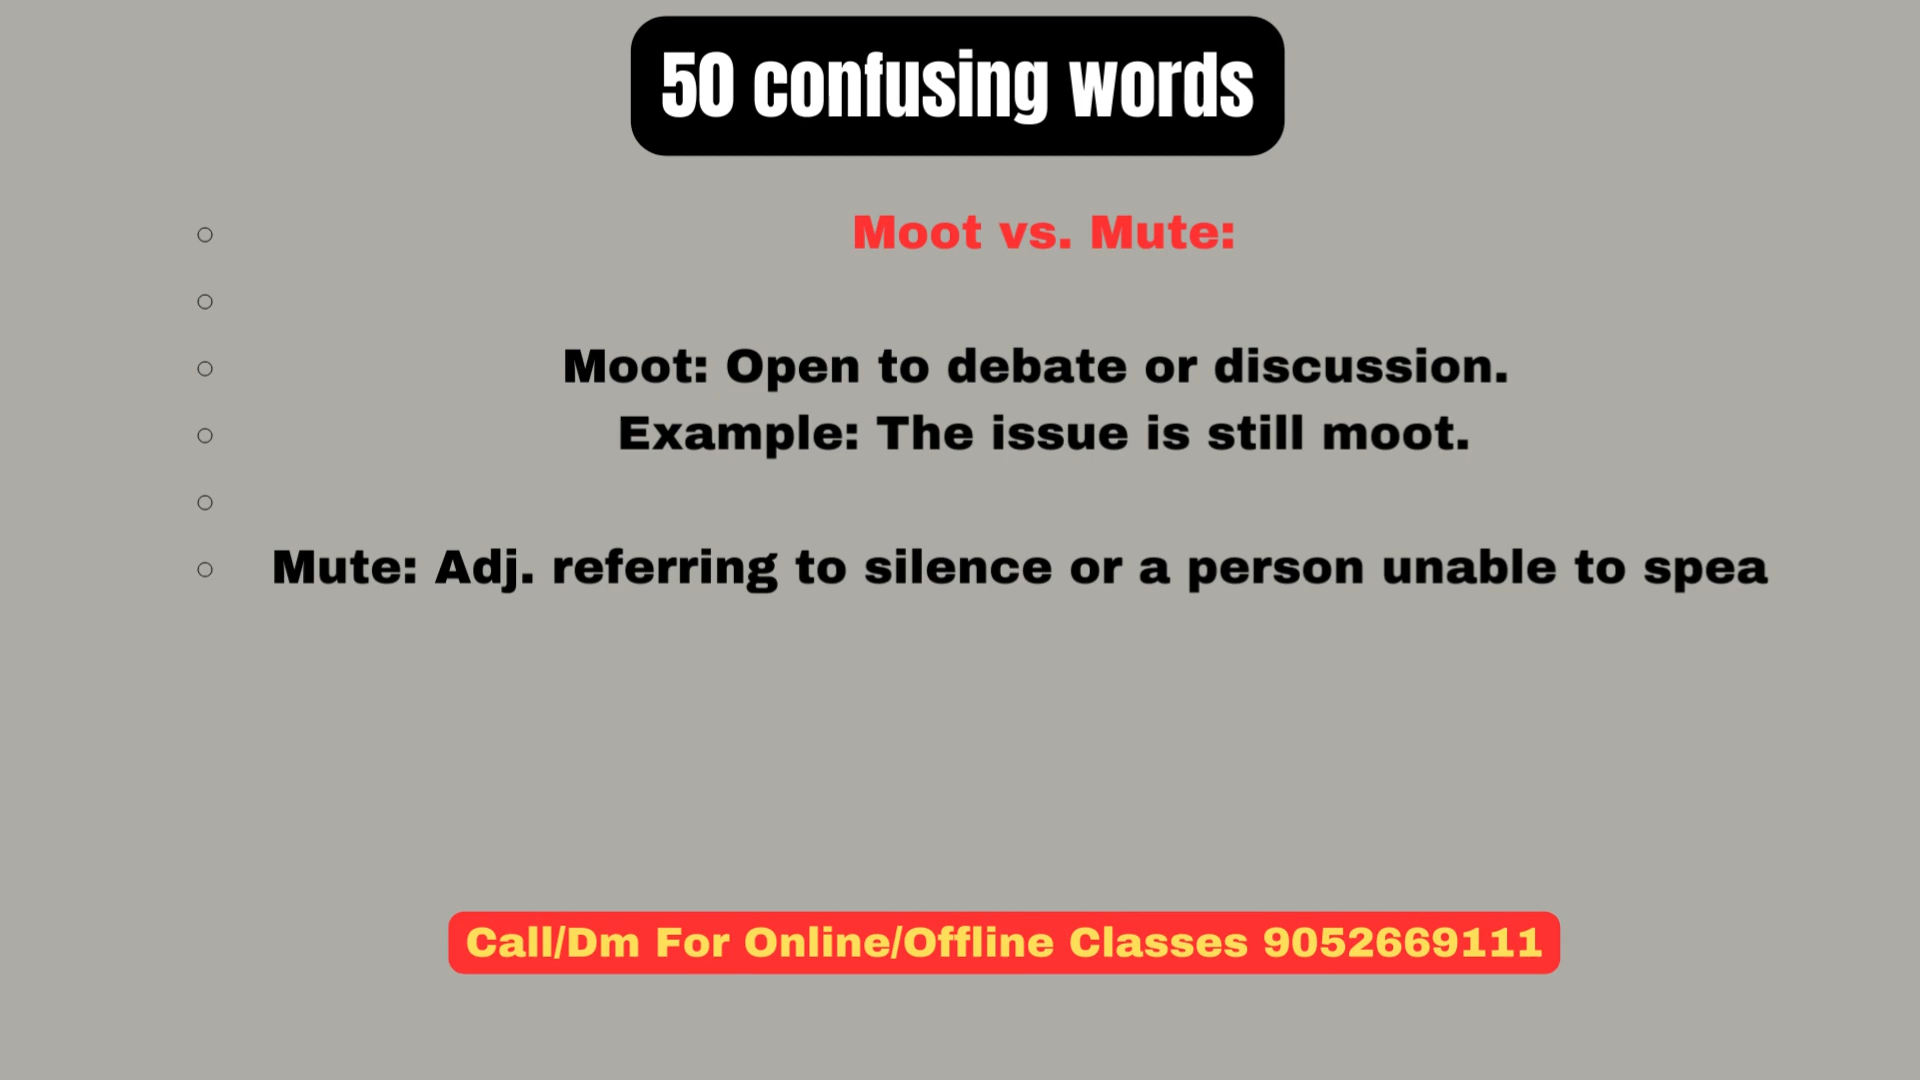 50 confusing words
Moot vs. Mute:
Moot: Open to debate or discussion.
Example: The issue is still moot.
Mute: Adj. referring to silence or a person unable to spea
Call/Dm For Online/Offline Classes 9052669111